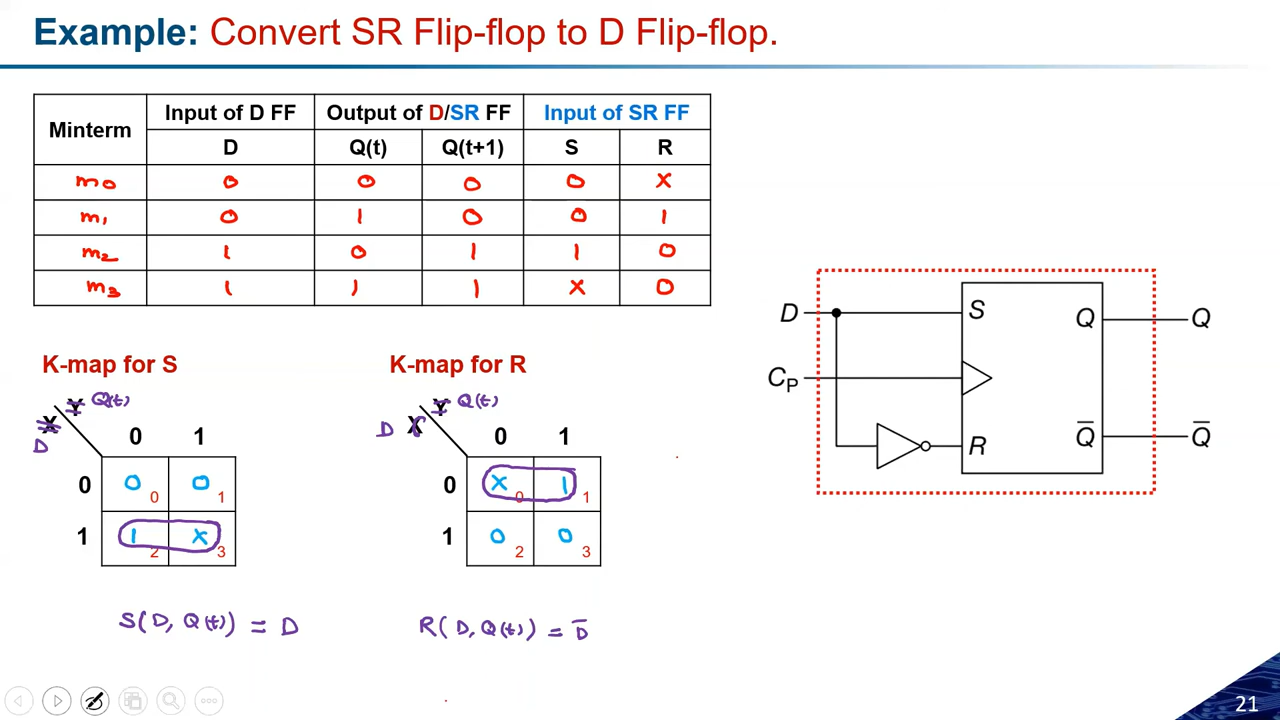 Example: Convert SR Flip-flop to D Flip-flop.
Minterm Input of D FF Output of D/SR FF Input of SR FF
D Q(t) Q(t+1) S R
m0 0 0 0 0 X
m1 0 1 0 0 1
m2 1 0 1 1 0
m3 1 1 1 X 0
K-map for S
X Y Q(t)
D
0 1
0 0 0 0 1
1 1 2 X 3
S(D, Q(t)) = D
K-map for R
D X Y Q(t)
0 1
0 X 0 1 1
1 0 2 0 3
R(D, Q(t)) = D̅
D S Q Q
CP
R Q̅ Q̅
21